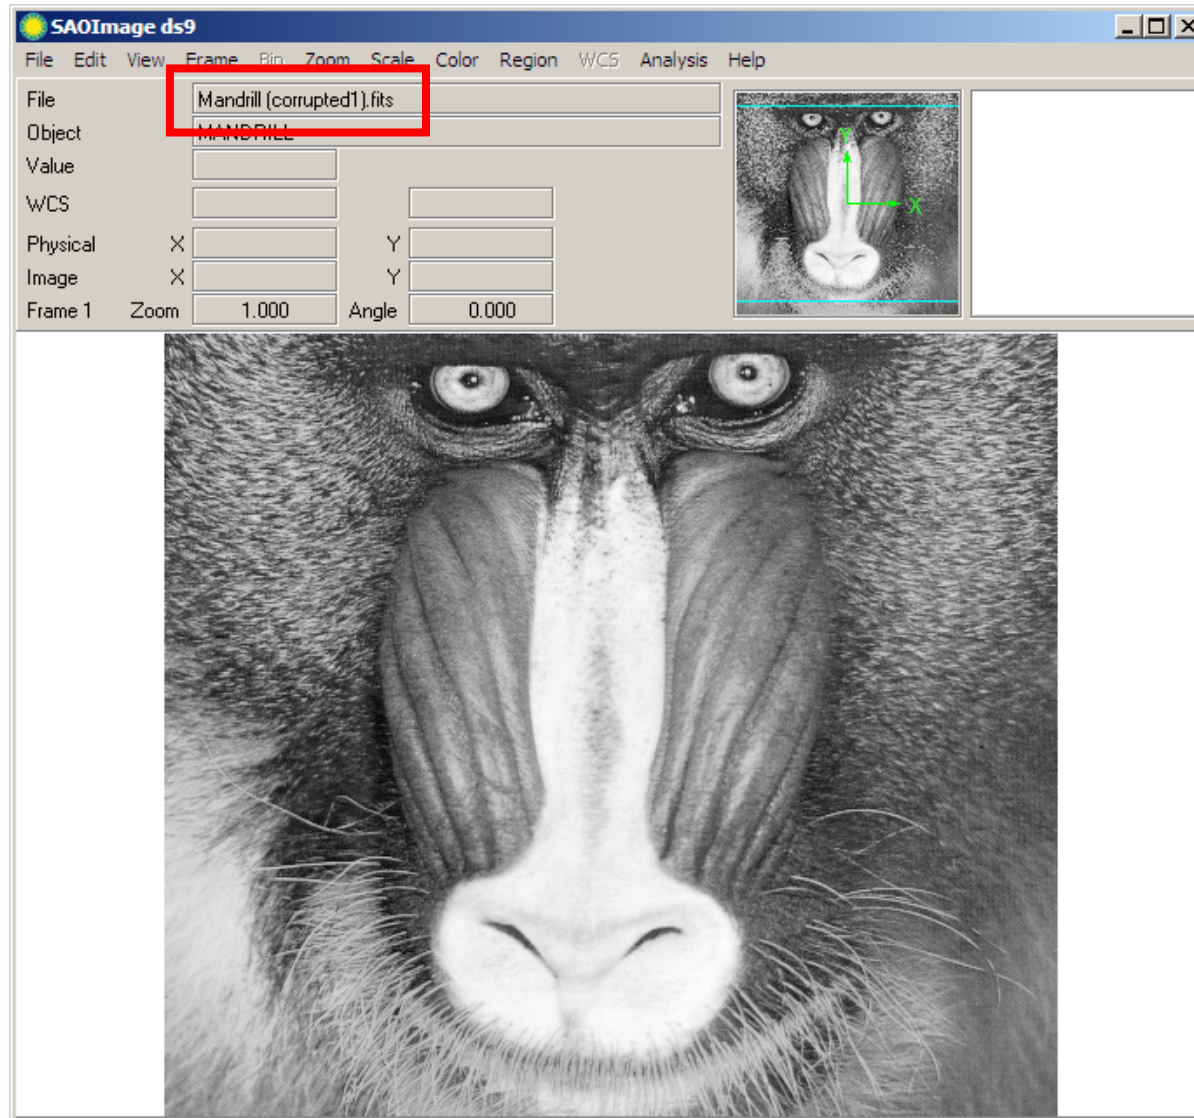 SAOImage ds9
File Edit View Frame Bin Zoom Scale Color Region WCS Analysis Help
File Mandrill (corrupted1).fits
Object MANDRILL
Value
WCS
Physical X Y
Image X Y
Frame 1 Zoom 1.000 Angle 0.000
Y
X